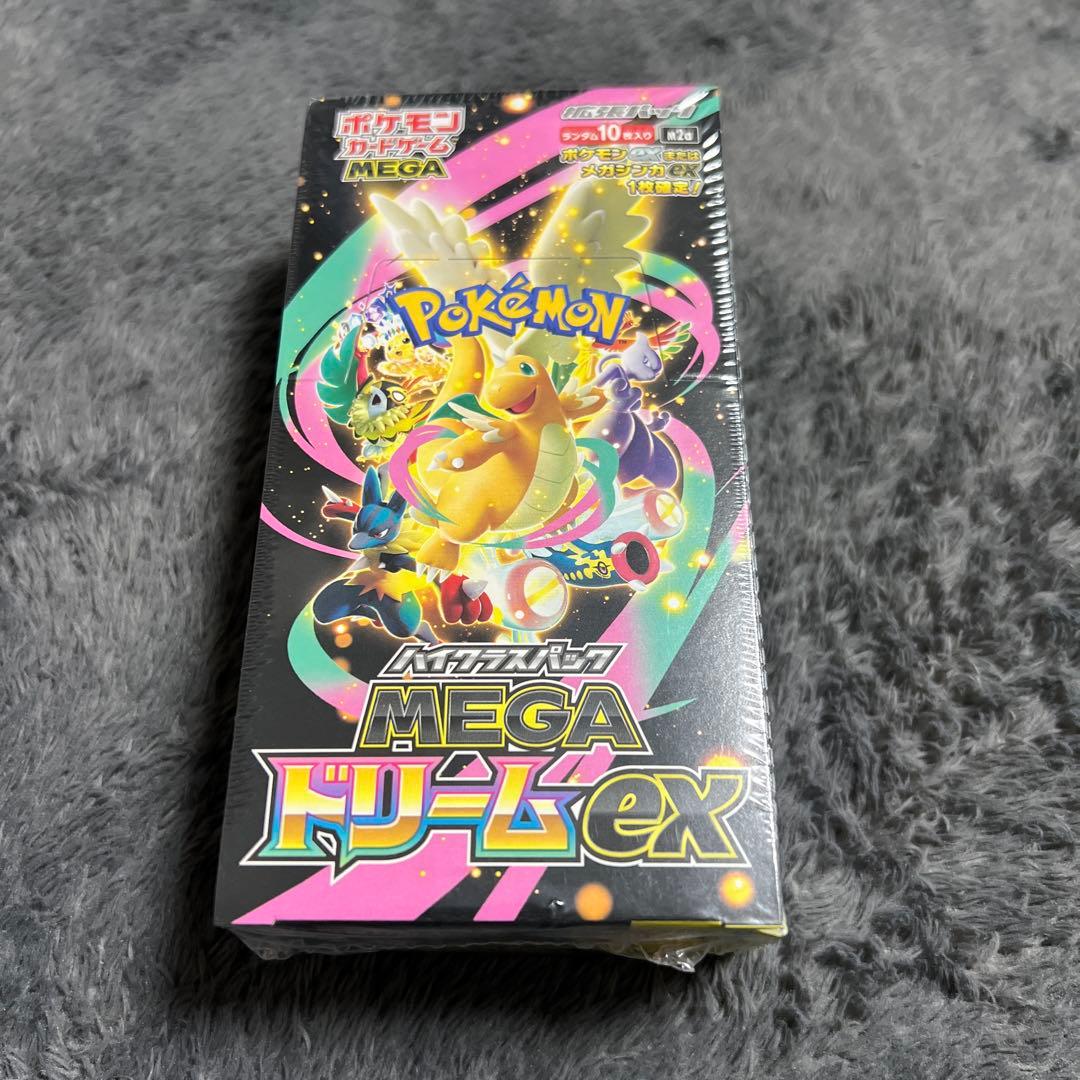 ポケモン
カードゲーム
MEGA
拡張パック
ランダム10枚入り m2a
ポケモンexまたは
メガシンカex
1枚確定!
POKéMON
TM
ハイクラスパック
MEGA
ドリームex